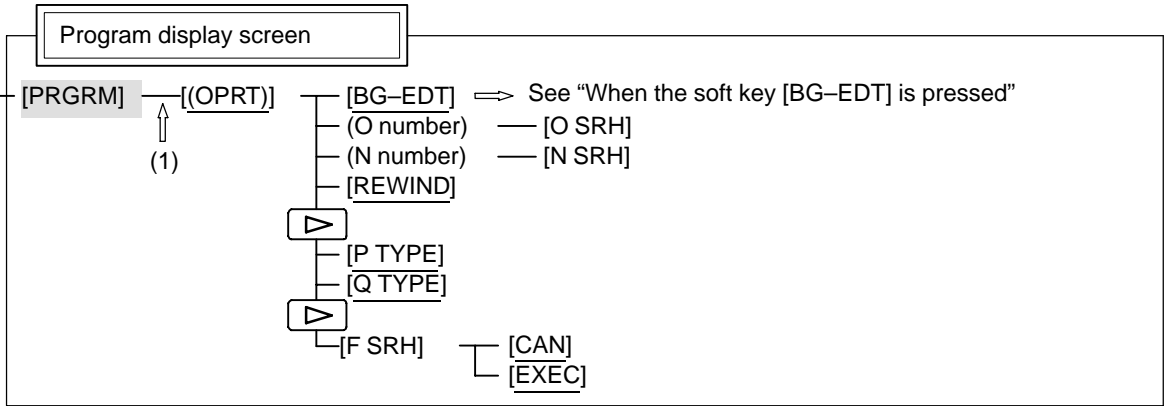 Program display screen
[PRGRM] [(OPRT)] [BG–EDT] See “When the soft key [BG–EDT] is pressed”
(O number) [O SRH]
(1) (N number) [N SRH]
[REWIND]
[P TYPE]
[Q TYPE]
[F SRH] [CAN]
[EXEC]